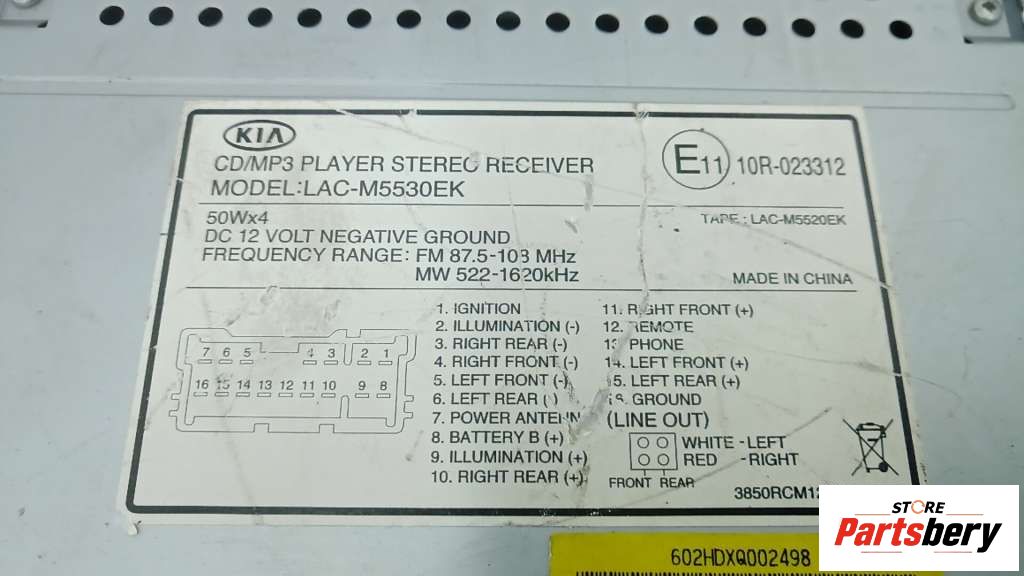 KIA
CD/MP3 PLAYER STEREO RECEIVER
MODEL:LAC-M5530EK
E11 10R-023312
50Wx4
TAPE : LAC-M5520EK
DC 12 VOLT NEGATIVE GROUND
FREQUENCY RANGE: FM 87.5-108 MHz
MW 522-1620kHz
MADE IN CHINA
7 6 5 4 3 2 1
16 15 14 13 12 11 10 9 8
1. IGNITION
2. ILLUMINATION (-)
3. RIGHT REAR (-)
4. RIGHT FRONT (-)
5. LEFT FRONT (-)
6. LEFT REAR ( )
7. POWER ANTENN
8. BATTERY B (+)
9. ILLUMINATION (+)
10. RIGHT REAR (+)
11. RIGHT FRONT (+)
12. REMOTE
13. PHONE
14. LEFT FRONT (+)
15. LEFT REAR (+)
16. GROUND
(LINE OUT)
WHITE - LEFT
RED - RIGHT
FRONT REAR
3850RCM12
602HDXQ002498
STORE
Partsbery